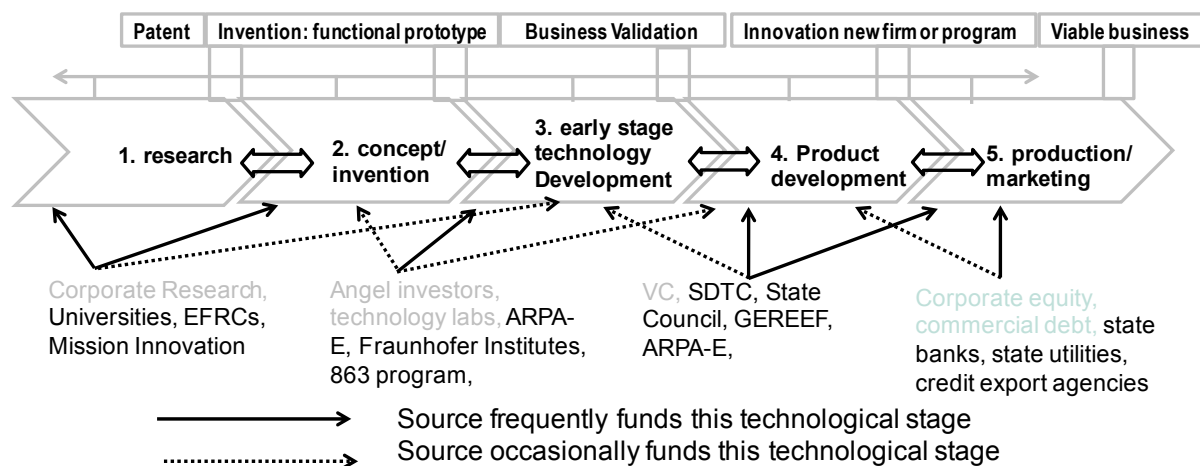 Patent
Invention: functional prototype
Business Validation
Innovation new firm or program
Viable business
1. research
2. concept/
invention
3. early stage
technology
Development
4. Product
development
5. production/
marketing
Corporate Research,
Universities, EFRCs,
Mission Innovation
Angel investors,
technology labs, ARPA-
E, Fraunhofer Institutes,
863 program,
VC, SDTC, State
Council, GEREEF,
ARPA-E,
Corporate equity,
commercial debt, state
banks, state utilities,
credit export agencies
Source frequently funds this technological stage
Source occasionally funds this technological stage